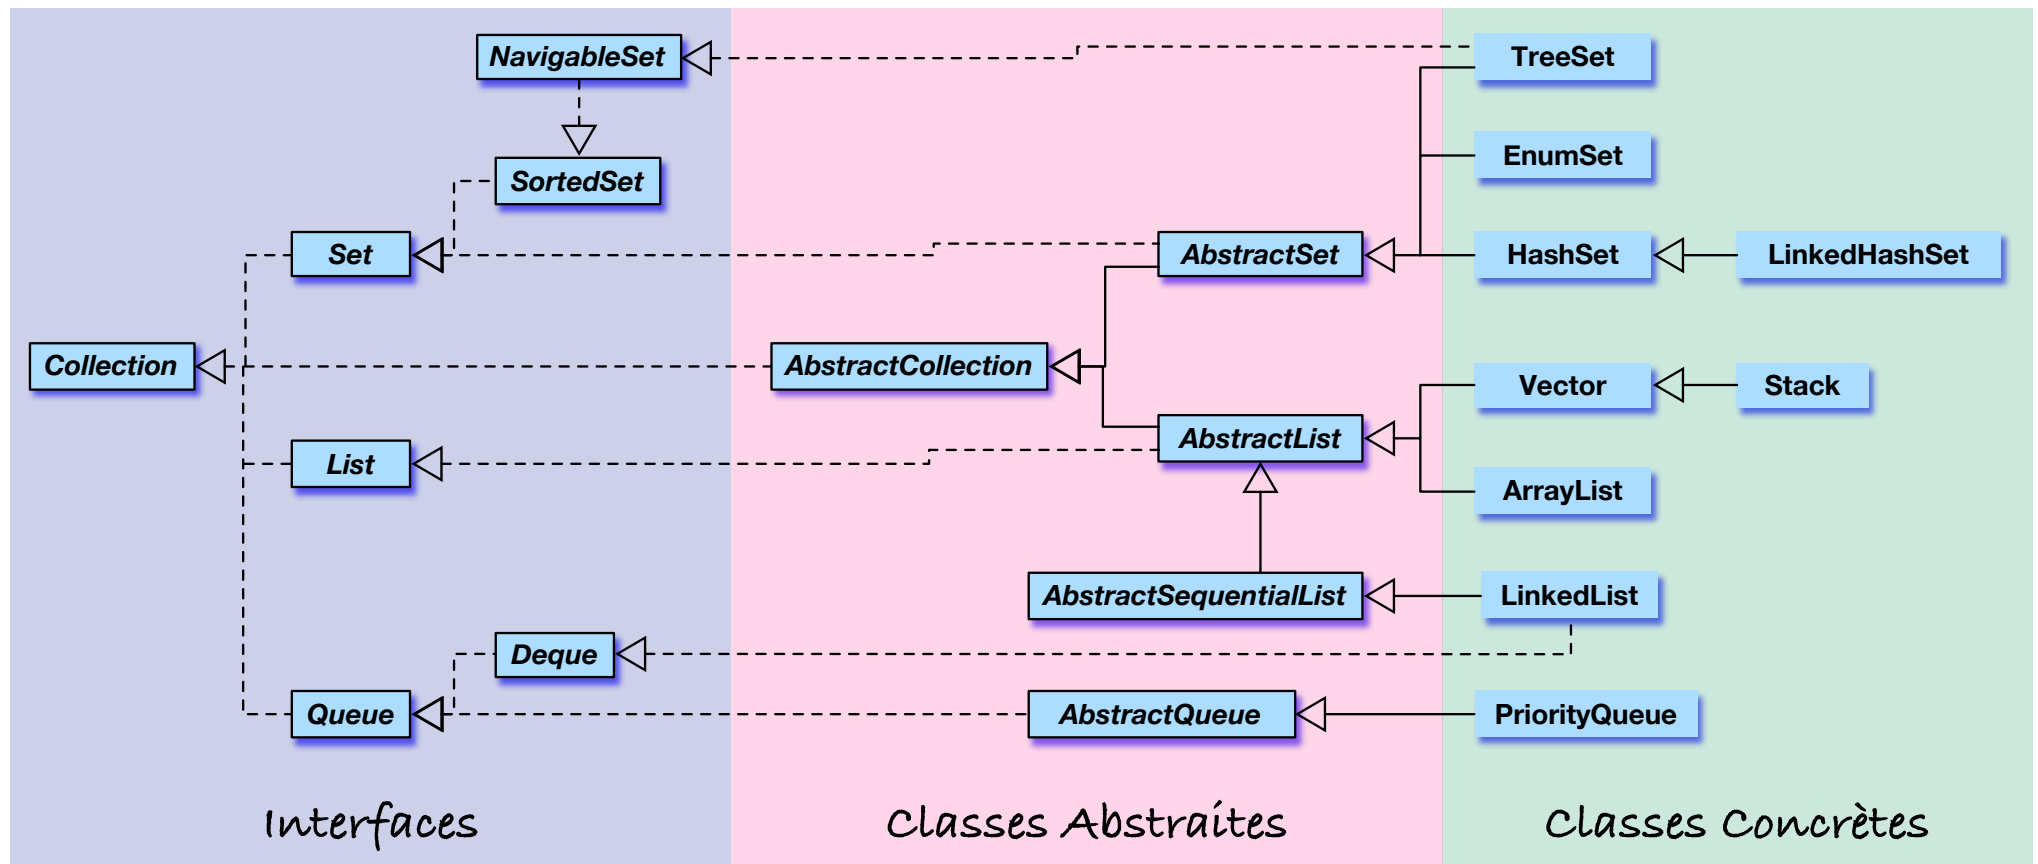 NavigableSet
TreeSet
EnumSet
SortedSet
Set
AbstractSet
HashSet
LinkedHashSet
Collection
AbstractCollection
Vector
Stack
List
AbstractList
ArrayList
AbstractSequentialList
LinkedList
Deque
Queue
AbstractQueue
PriorityQueue
Interfaces
Classes Abstraites
Classes Concrètes